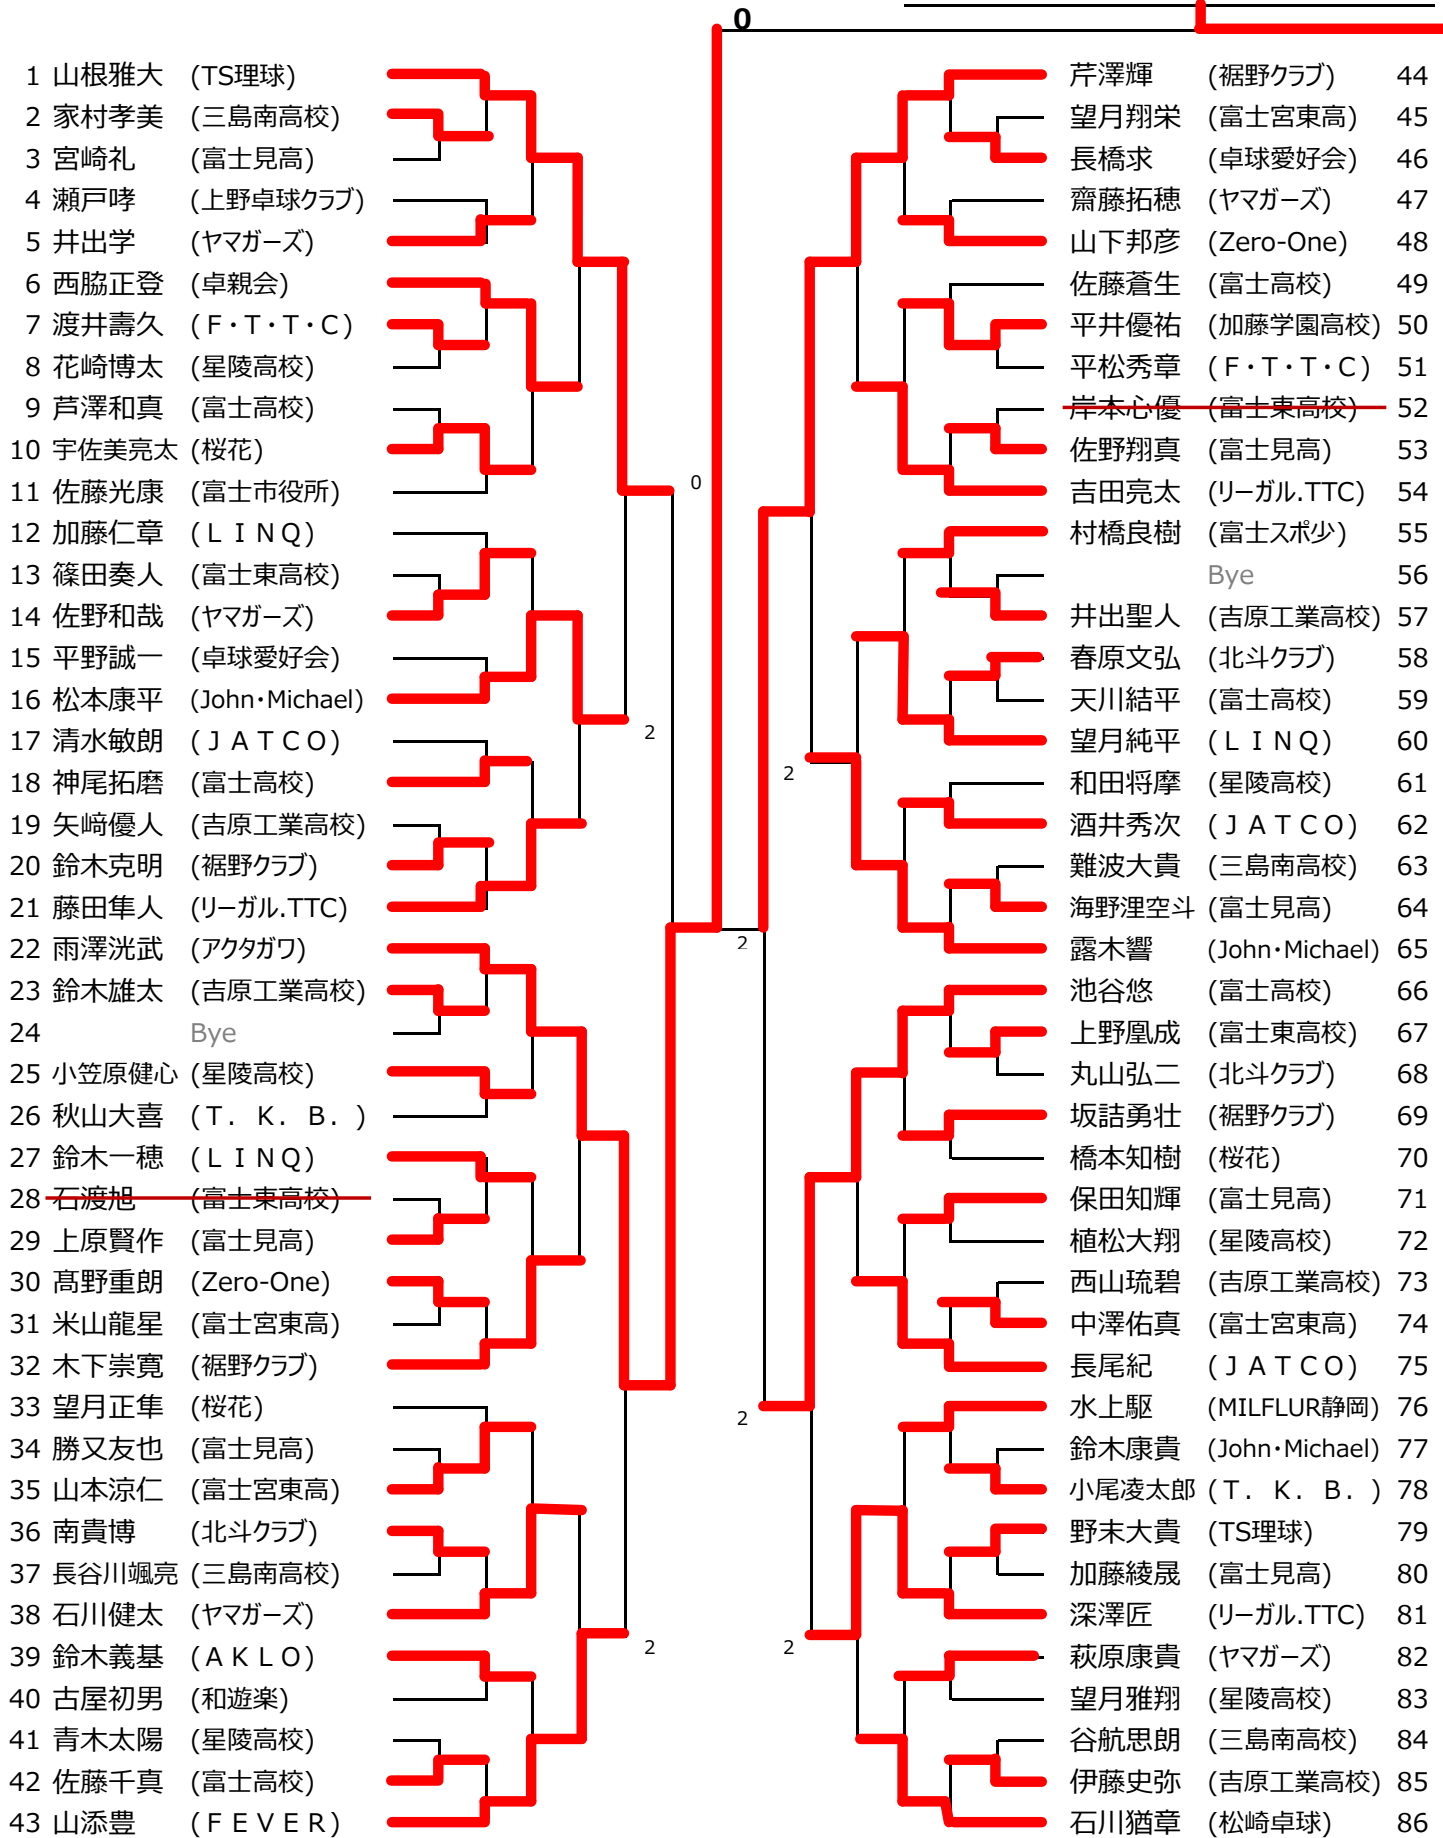 0
1 山根雅大 (TS理球)
2 家村孝美 (三島南高校)
3 宮崎礼 (富士見高)
4 瀬戸哮 (上野卓球クラブ)
5 井出学 (ヤマガーズ)
6 西脇正登 (卓親会)
7 渡井壽久 (F・T・T・C)
8 花崎博太 (星陵高校)
9 芦澤和真 (富士高校)
10 宇佐美亮太 (桜花)
11 佐藤光康 (富士市役所)
12 加藤仁章 (LINQ)
13 篠田奏人 (富士東高校)
14 佐野和哉 (ヤマガーズ)
15 平野誠一 (卓球愛好会)
16 松本康平 (John・Michael)
17 清水敏朗 (JATCO)
18 神尾拓磨 (富士高校)
19 矢﨑優人 (吉原工業高校)
20 鈴木克明 (裾野クラブ)
21 藤田隼人 (リーガル.TTC)
22 雨澤洸武 (アクタガワ)
23 鈴木雄太 (吉原工業高校)
24 Bye
25 小笠原健心 (星陵高校)
26 秋山大喜 (T. K. B. )
27 鈴木一穂 (LINQ)
28 石渡旭 (富士東高校)
29 上原賢作 (富士見高)
30 髙野重朗 (Zero-One)
31 米山龍星 (富士宮東高)
32 木下崇寛 (裾野クラブ)
33 望月正隼 (桜花)
34 勝又友也 (富士見高)
35 山本涼仁 (富士宮東高)
36 南貴博 (北斗クラブ)
37 長谷川颯亮 (三島南高校)
38 石川健太 (ヤマガーズ)
39 鈴木義基 (AKLO)
40 古屋初男 (和遊楽)
41 青木太陽 (星陵高校)
42 佐藤千真 (富士高校)
43 山添豊 (FEVER)
0
2
2
2
2
2
2
芹澤輝 (裾野クラブ) 44
望月翔栄 (富士宮東高) 45
長橋求 (卓球愛好会) 46
齋藤拓穂 (ヤマガーズ) 47
山下邦彦 (Zero-One) 48
佐藤蒼生 (富士高校) 49
平井優祐 (加藤学園高校) 50
平松秀章 (F・T・T・C) 51
岸本心優 (富士東高校) 52
佐野翔真 (富士見高) 53
吉田亮太 (リーガル.TTC) 54
村橋良樹 (富士スポ少) 55
Bye 56
井出聖人 (吉原工業高校) 57
春原文弘 (北斗クラブ) 58
天川結平 (富士高校) 59
望月純平 (LINQ) 60
和田将摩 (星陵高校) 61
酒井秀次 (JATCO) 62
難波大貴 (三島南高校) 63
海野浬空斗 (富士見高) 64
露木響 (John・Michael) 65
池谷悠 (富士高校) 66
上野凰成 (富士東高校) 67
丸山弘二 (北斗クラブ) 68
坂詰勇壮 (裾野クラブ) 69
橋本知樹 (桜花) 70
保田知輝 (富士見高) 71
植松大翔 (星陵高校) 72
西山琉碧 (吉原工業高校) 73
中澤佑真 (富士宮東高) 74
長尾紀 (JATCO) 75
水上駆 (MILFLUR静岡) 76
鈴木康貴 (John・Michael) 77
小尾凌太郎 (T. K. B. ) 78
野末大貴 (TS理球) 79
加藤綾晟 (富士見高) 80
深澤匠 (リーガル.TTC) 81
萩原康貴 (ヤマガーズ) 82
望月雅翔 (星陵高校) 83
谷航思朗 (三島南高校) 84
伊藤史弥 (吉原工業高校) 85
石川猶章 (松崎卓球) 86